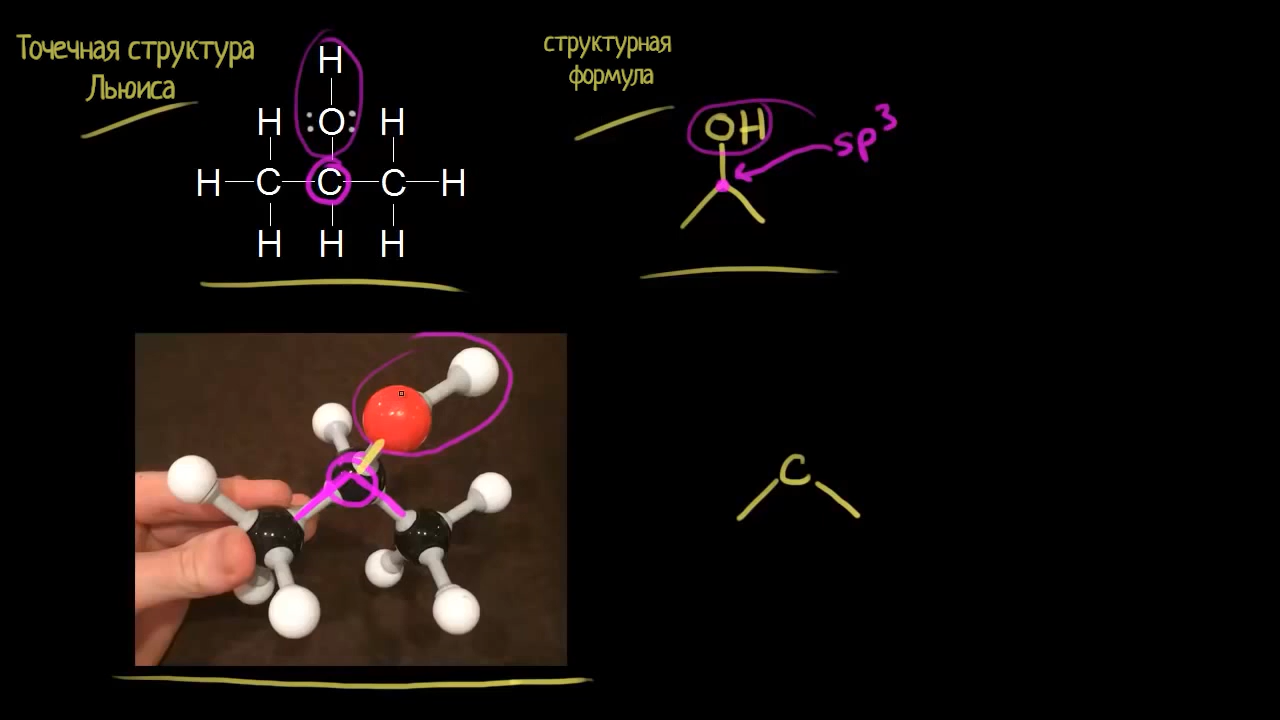 Точечная структура
Льюиса
H
:O:
H H
H C C C H
H H H
структурная
формула
OH
sp³
C